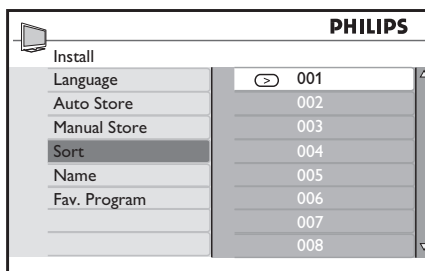 PHILIPS
Install
Language
Auto Store
Manual Store
Sort
Name
Fav. Program
001
002
003
004
005
006
007
008